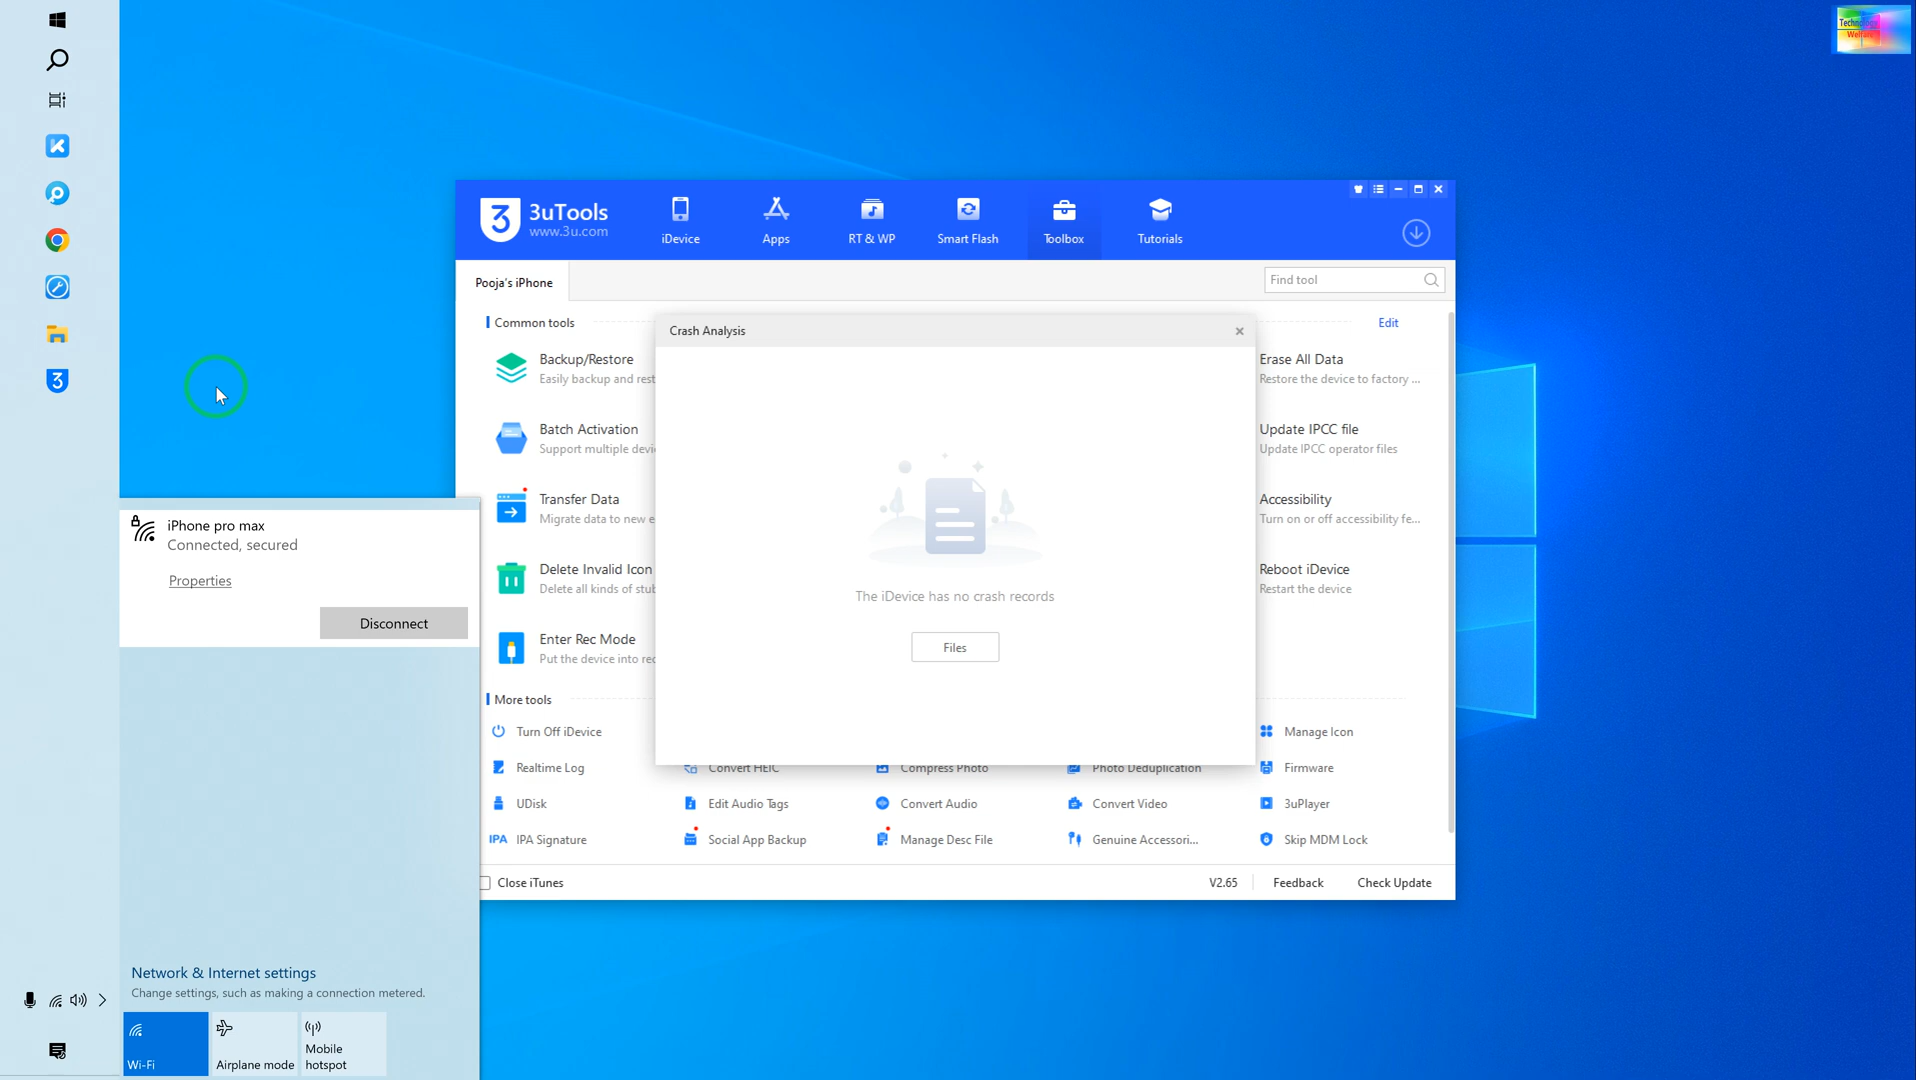 Technology
Welfare
3uTools
www.3u.com
iDevice
Apps
RT & WP
Smart Flash
Toolbox
Tutorials
Pooja's iPhone
Find tool
Common tools
Edit
Crash Analysis
Backup/Restore
Easily backup and rest
Erase All Data
Restore the device to factory ...
Batch Activation
Support multiple devi
Update IPCC file
Update IPCC operator files
Transfer Data
Migrate data to new e
Accessibility
Turn on or off accessibility fe...
Delete Invalid Icon
Delete all kinds of stub
Reboot iDevice
Restart the device
Enter Rec Mode
Put the device into rec
The iDevice has no crash records
Files
More tools
Turn Off iDevice
Manage Icon
Realtime Log
Convert HEIC
Compress Photo
Photo Deduplication
Firmware
UDisk
Edit Audio Tags
Convert Audio
Convert Video
3uPlayer
IPA
IPA Signature
Social App Backup
Manage Desc File
Genuine Accessori...
Skip MDM Lock
Close iTunes
V2.65
Feedback
Check Update
iPhone pro max
Connected, secured
Properties
Disconnect
Network & Internet settings
Change settings, such as making a connection metered.
Wi-Fi
Airplane mode
Mobile
hotspot